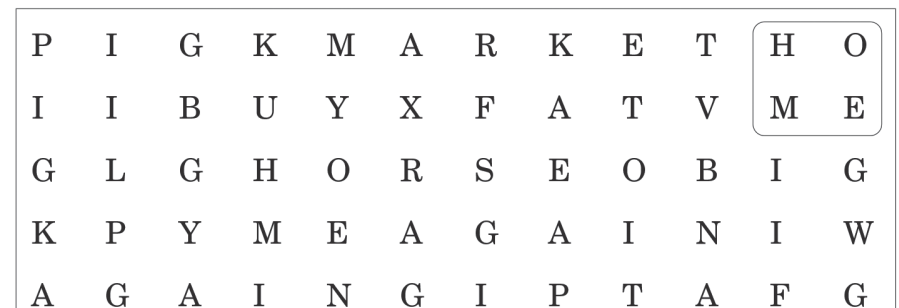 P I G K M A R K E T H O
I I B U Y X F A T V M E
G L G H O R S E O B I G
K P Y M E A G A I N I W
A G A I N G I P T A F G